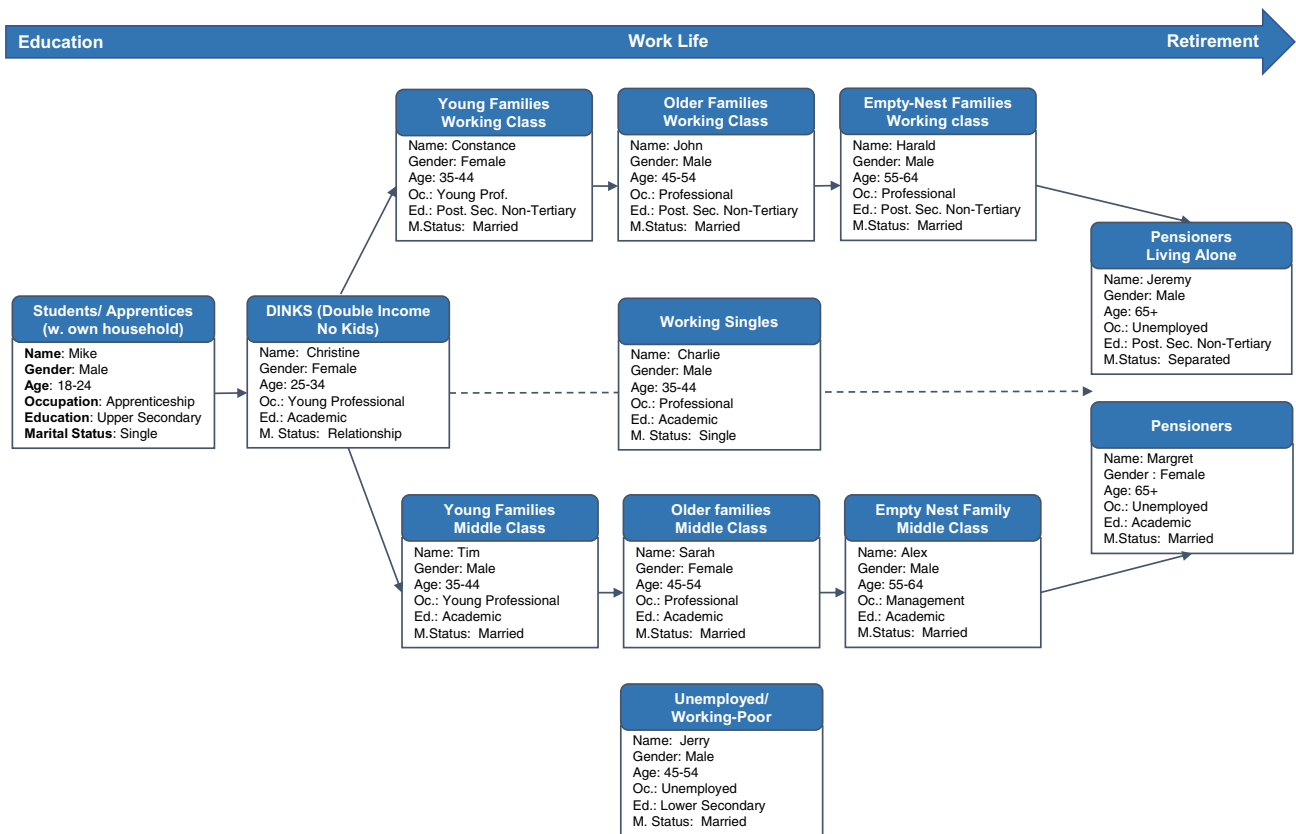 Education
Work Life
Retirement
Young Families
Working Class
Name: Constance
Gender: Female
Age: 35-44
Oc.: Young Prof.
Ed.: Post. Sec. Non-Tertiary
M.Status: Married
Older Families
Working Class
Name: John
Gender: Male
Age: 45-54
Oc.: Professional
Ed.: Post. Sec. Non-Tertiary
M.Status: Married
Empty-Nest Families
Working class
Name: Harald
Gender: Male
Age: 55-64
Oc.: Professional
Ed.: Post. Sec. Non-Tertiary
M.Status: Married
Pensioners
Living Alone
Name: Jeremy
Gender: Male
Age: 65+
Oc.: Unemployed
Ed.: Post. Sec. Non-Tertiary
M.Status: Separated
Students/ Apprentices
(w. own household)
Name: Mike
Gender: Male
Age: 18-24
Occupation: Apprenticeship
Education: Upper Secondary
Marital Status: Single
DINKS (Double Income
No Kids)
Name: Christine
Gender: Female
Age: 25-34
Oc.: Young Professional
Ed.: Academic
M. Status: Relationship
Working Singles
Name: Charlie
Gender: Male
Age: 35-44
Oc.: Professional
Ed.: Academic
M. Status: Single
Pensioners
Name: Margret
Gender : Female
Age: 65+
Oc.: Unemployed
Ed.: Academic
M.Status: Married
Young Families
Middle Class
Name: Tim
Gender: Male
Age: 35-44
Oc.: Young Professional
Ed.: Academic
M.Status: Married
Older families
Middle Class
Name: Sarah
Gender: Female
Age: 45-54
Oc.: Professional
Ed.: Academic
M.Status: Married
Empty Nest Family
Middle Class
Name: Alex
Gender: Male
Age: 55-64
Oc.: Management
Ed.: Academic
M.Status: Married
Unemployed/
Working-Poor
Name: Jerry
Gender: Male
Age: 45-54
Oc.: Unemployed
Ed.: Lower Secondary
M. Status: Married